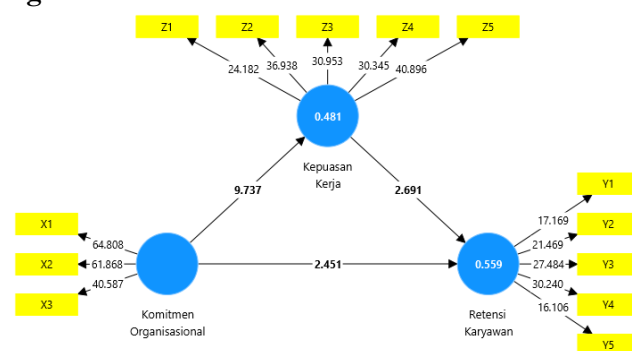 g
Z1 Z2 Z3 Z4 Z5
24.182 36.938 30.953 30.345 40.896
0.481
Kepuasan
Kerja
9.737 2.691
X1
X2
X3
64.808
61.868
40.587
Komitmen
Organisasional
2.451
0.559
Retensi
Karyawan
17.169
21.469
27.484
30.240
16.106
Y1
Y2
Y3
Y4
Y5